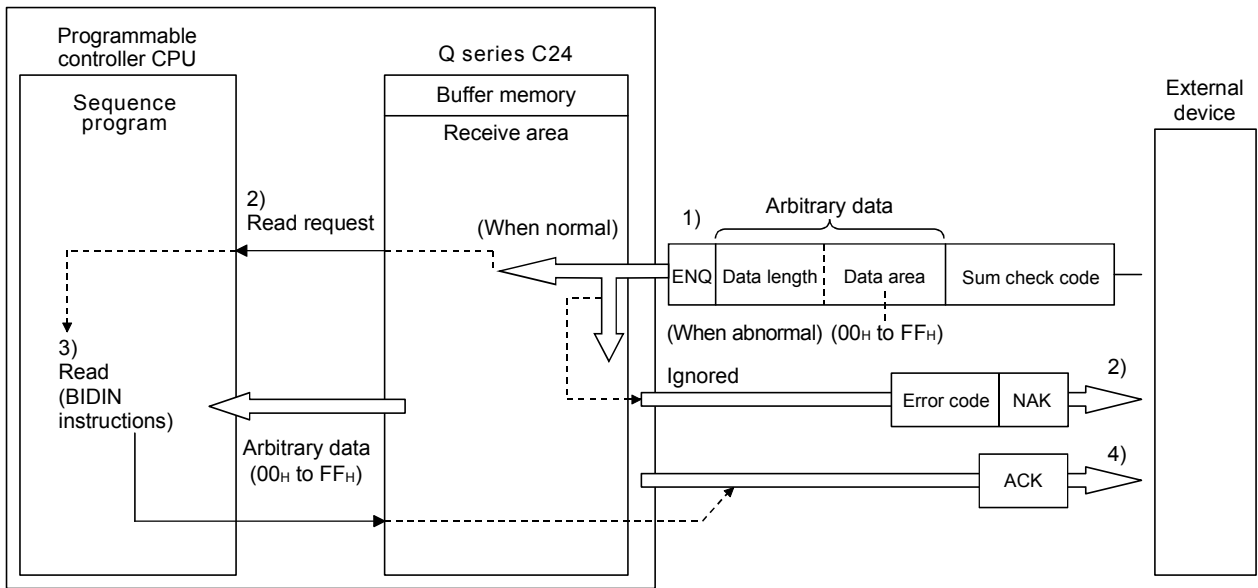 Programmable
controller CPU
Q series C24
External
device
Sequence
program
Buffer memory
Receive area
2)
Read request
(When normal)
1)
Arbitrary data
ENQ
Data length
Data area
Sum check code
(When abnormal)
(00H to FFH)
3)
Read
(BIDIN
instructions)
Ignored
Error code
NAK
2)
Arbitrary data
(00H to FFH)
ACK
4)